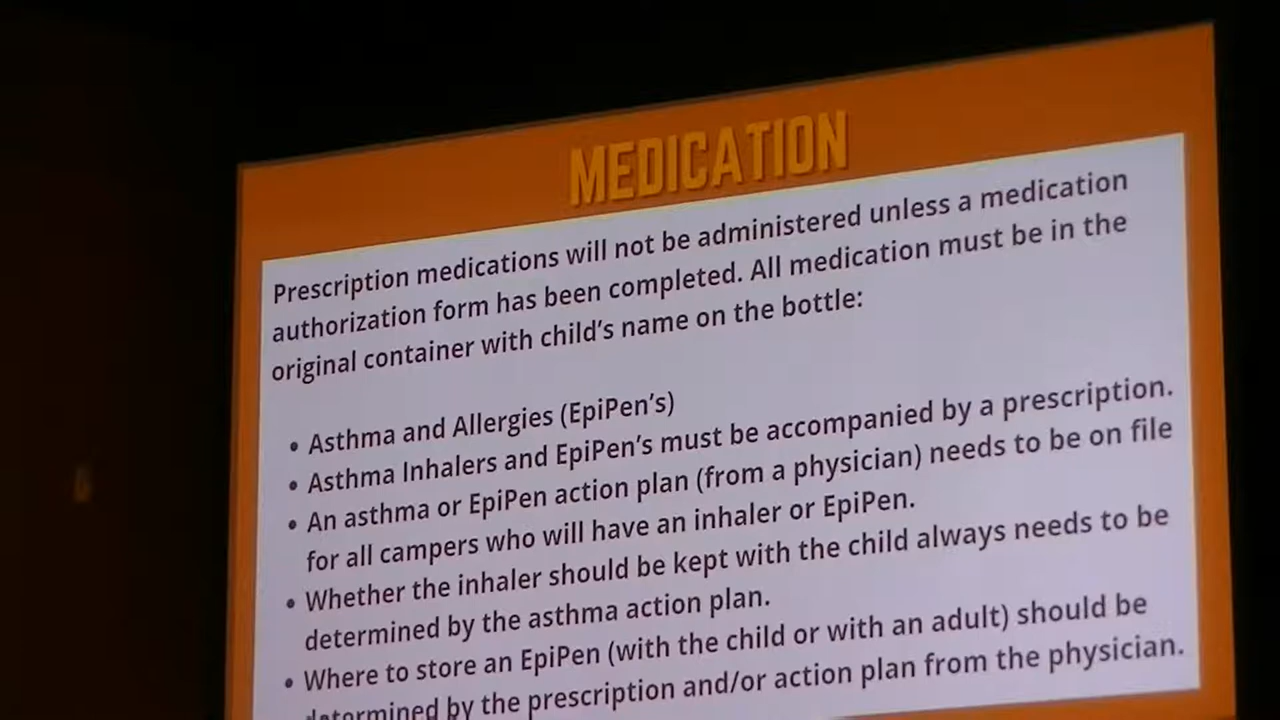 MEDICATION
Prescription medications will not be administered unless a medication
authorization form has been completed. All medication must be in the
original container with child's name on the bottle:
• Asthma and Allergies (EpiPen's)
• Asthma Inhalers and EpiPen's must be accompanied by a prescription.
• An asthma or EpiPen action plan (from a physician) needs to be on file
for all campers who will have an inhaler or EpiPen.
• Whether the inhaler should be kept with the child always needs to be
determined by the asthma action plan.
• Where to store an EpiPen (with the child or with an adult) should be
determined by the prescription and/or action plan from the physician.